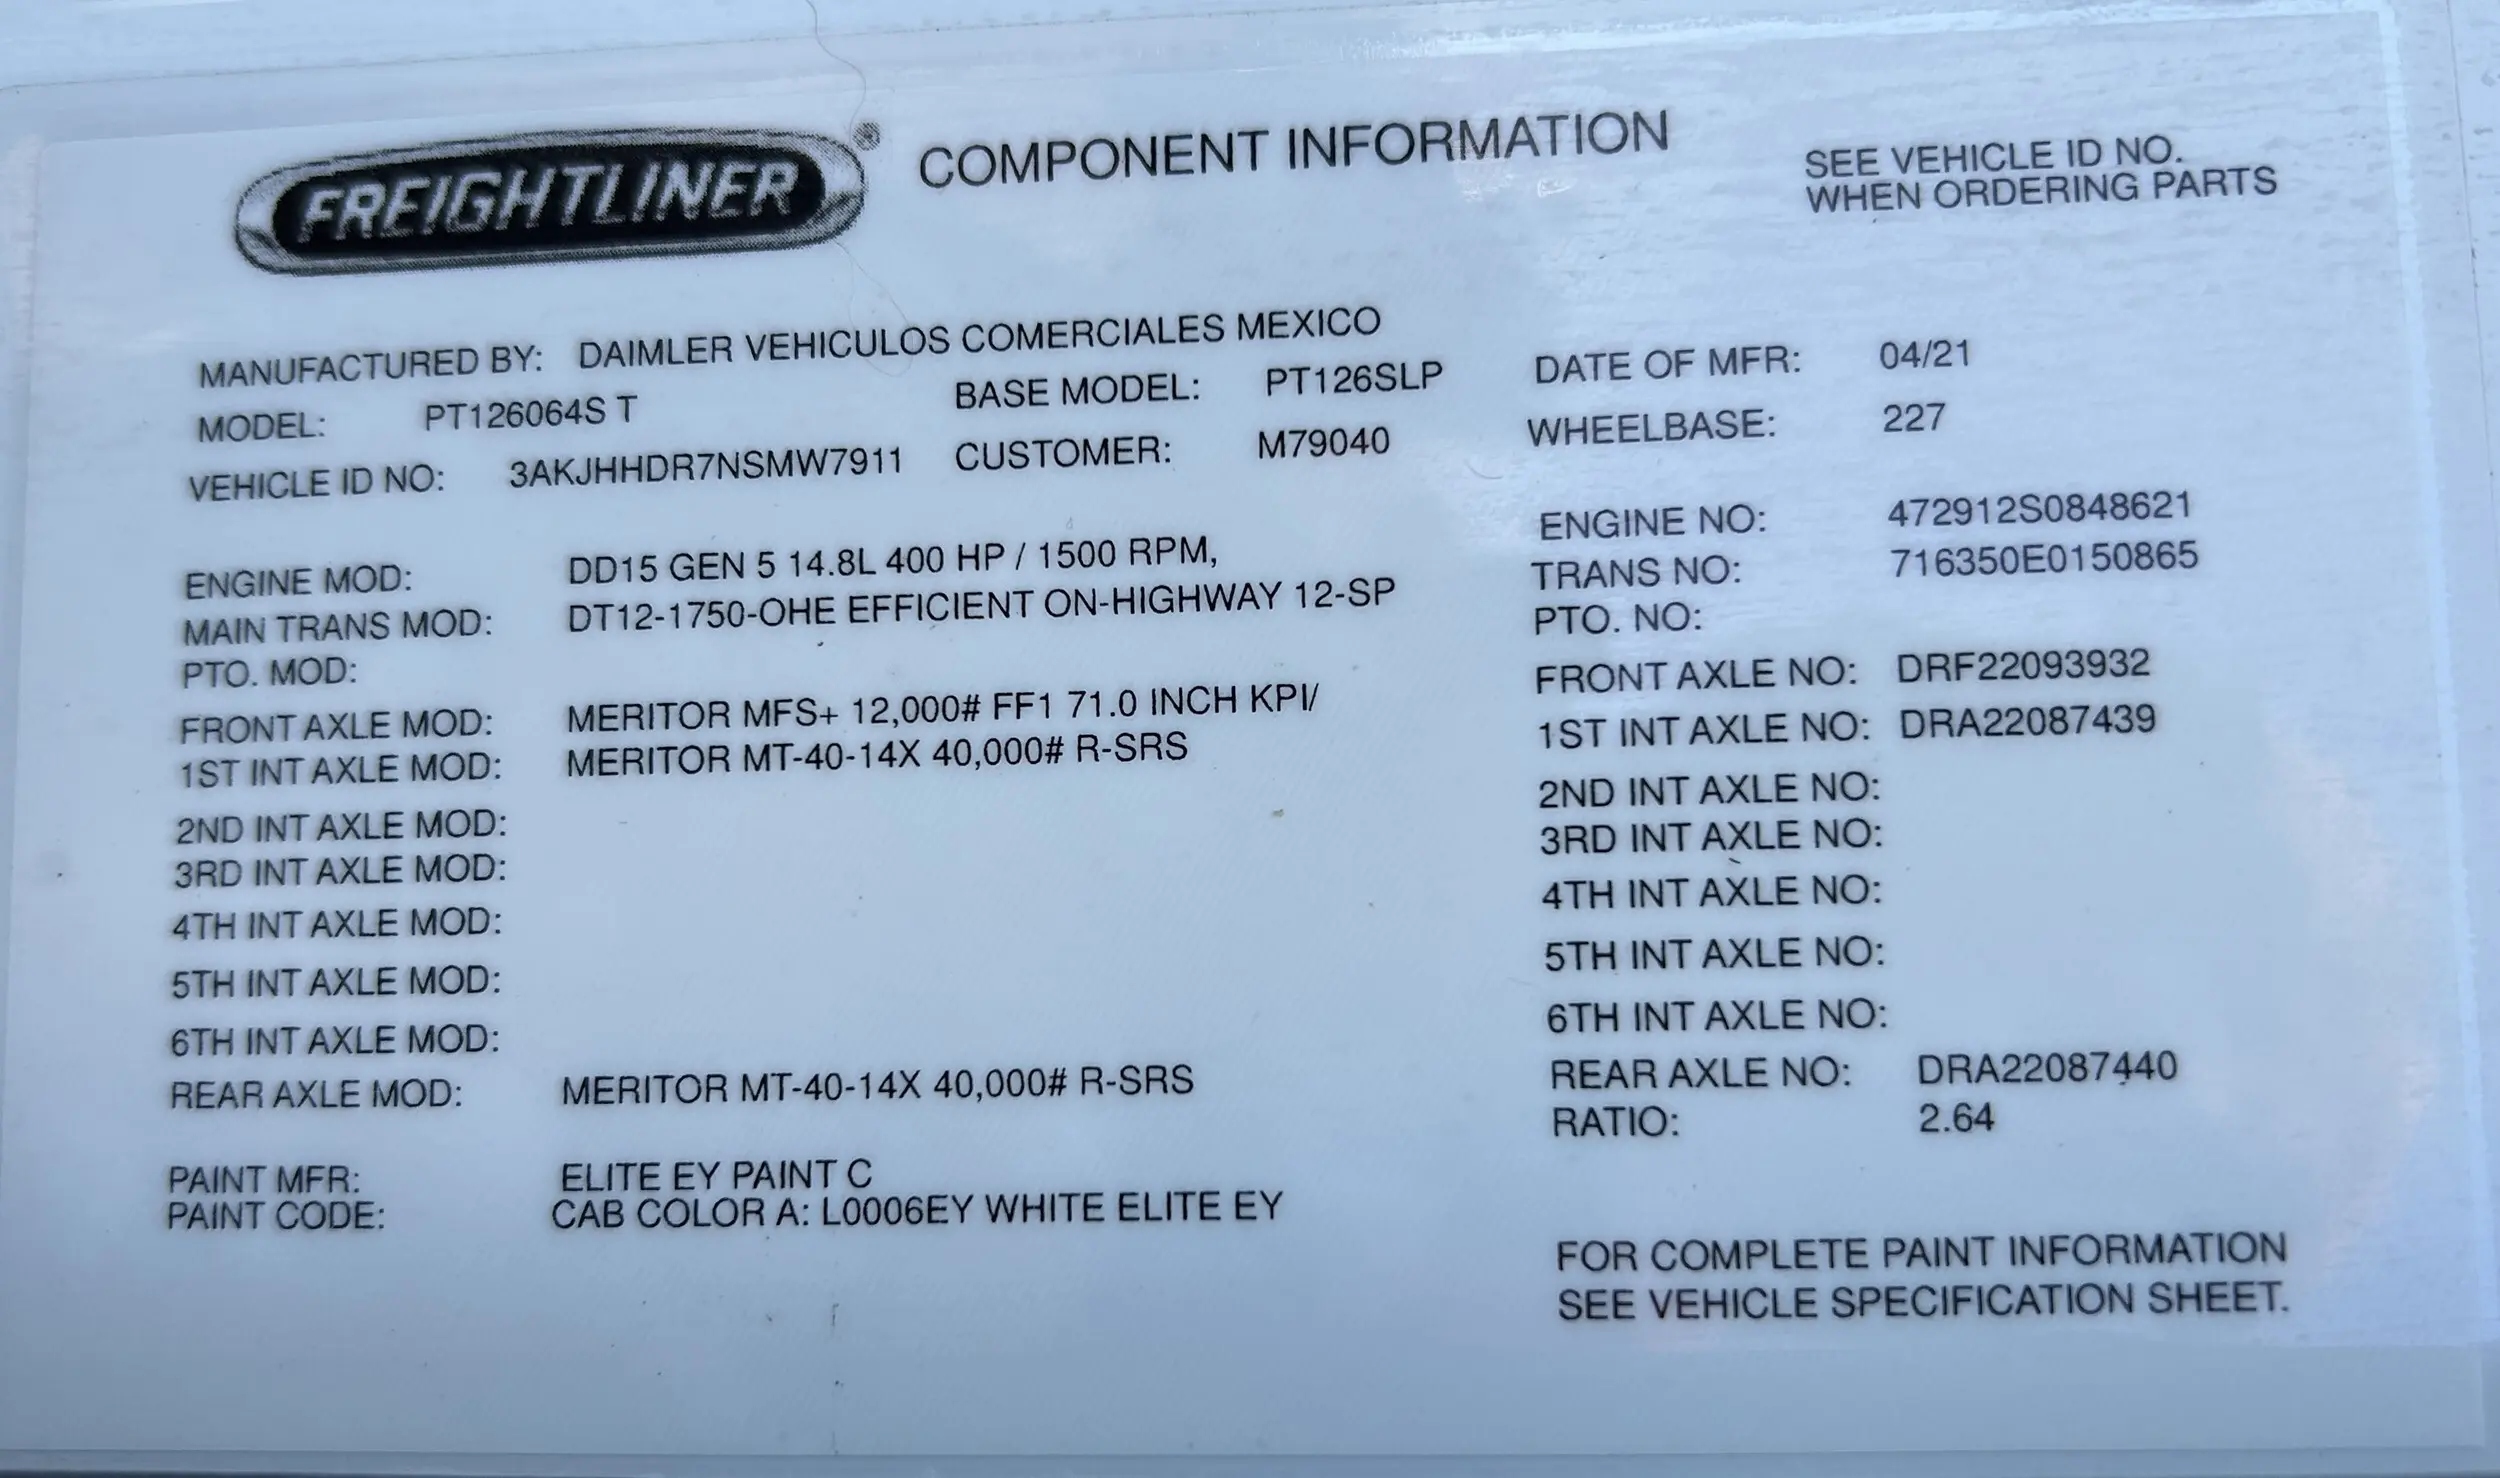 FREIGHTLINER® COMPONENT INFORMATION
SEE VEHICLE ID NO.
WHEN ORDERING PARTS
MANUFACTURED BY: DAIMLER VEHICULOS COMERCIALES MEXICO
MODEL: PT126064S T BASE MODEL: PT126SLP
VEHICLE ID NO: 3AKJHHDR7NSMW7911 CUSTOMER: M79040
DATE OF MFR: 04/21
WHEELBASE: 227
ENGINE MOD: DD15 GEN 5 14.8L 400 HP / 1500 RPM,
MAIN TRANS MOD: DT12-1750-OHE EFFICIENT ON-HIGHWAY 12-SP
PTO. MOD:
FRONT AXLE MOD: MERITOR MFS+ 12,000# FF1 71.0 INCH KPI/
1ST INT AXLE MOD: MERITOR MT-40-14X 40,000# R-SRS
2ND INT AXLE MOD:
3RD INT AXLE MOD:
4TH INT AXLE MOD:
5TH INT AXLE MOD:
6TH INT AXLE MOD:
REAR AXLE MOD: MERITOR MT-40-14X 40,000# R-SRS
ENGINE NO: 472912S0848621
TRANS NO: 716350E0150865
PTO. NO:
FRONT AXLE NO: DRF22093932
1ST INT AXLE NO: DRA22087439
2ND INT AXLE NO:
3RD INT AXLE NO:
4TH INT AXLE NO:
5TH INT AXLE NO:
6TH INT AXLE NO:
REAR AXLE NO: DRA22087440
RATIO: 2.64
PAINT MFR: ELITE EY PAINT C
PAINT CODE: CAB COLOR A: L0006EY WHITE ELITE EY
FOR COMPLETE PAINT INFORMATION
SEE VEHICLE SPECIFICATION SHEET.